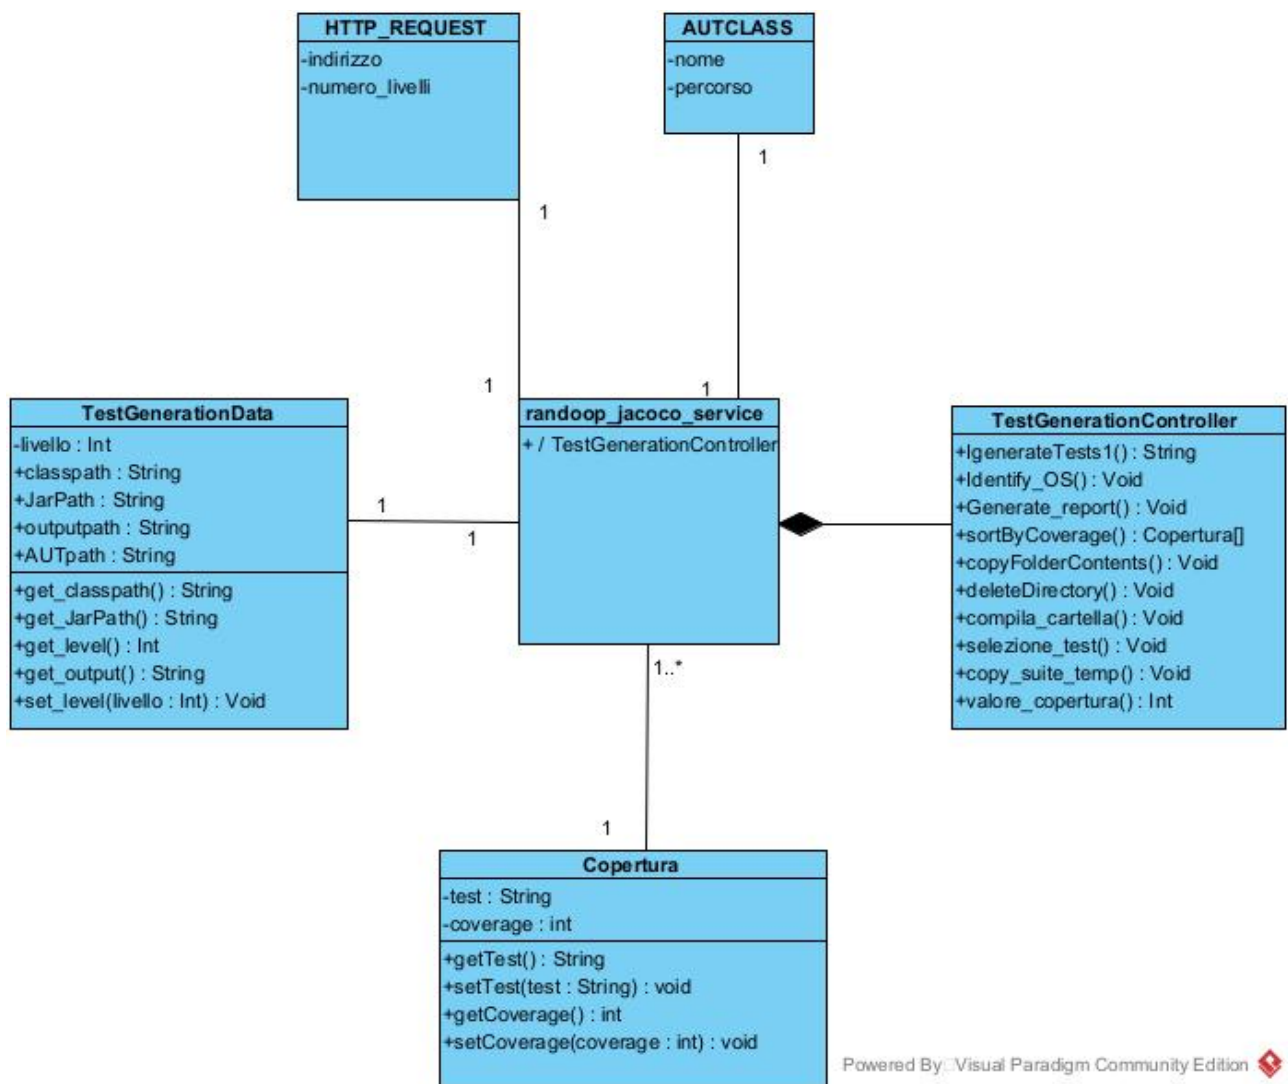 HTTP_REQUEST
-indirizzo
-numero_livelli
1
AUTCLASS
-nome
-percorso
1
1
1
TestGenerationData
-livello : Int
+classpath : String
+JarPath : String
+outputpath : String
+AUTpath : String
+get_classpath() : String
+get_JarPath() : String
+get_level() : Int
+get_output() : String
+set_level(livello : Int) : Void
1
1
randoop_jacoco_service
+ / TestGenerationController
1..*
TestGenerationController
+IgenerateTests1() : String
+Identify_OS() : Void
+Generate_report() : Void
+sortByCoverage() : Copertura[]
+copyFolderContents() : Void
+deleteDirectory() : Void
+compila_cartella() : Void
+selezione_test() : Void
+copy_suite_temp() : Void
+valore_copertura() : Int
1
Copertura
-test : String
-coverage : int
+getTest() : String
+setTest(test : String) : void
+getCoverage() : int
+setCoverage(coverage : int) : void
Powered By Visual Paradigm Community Edition